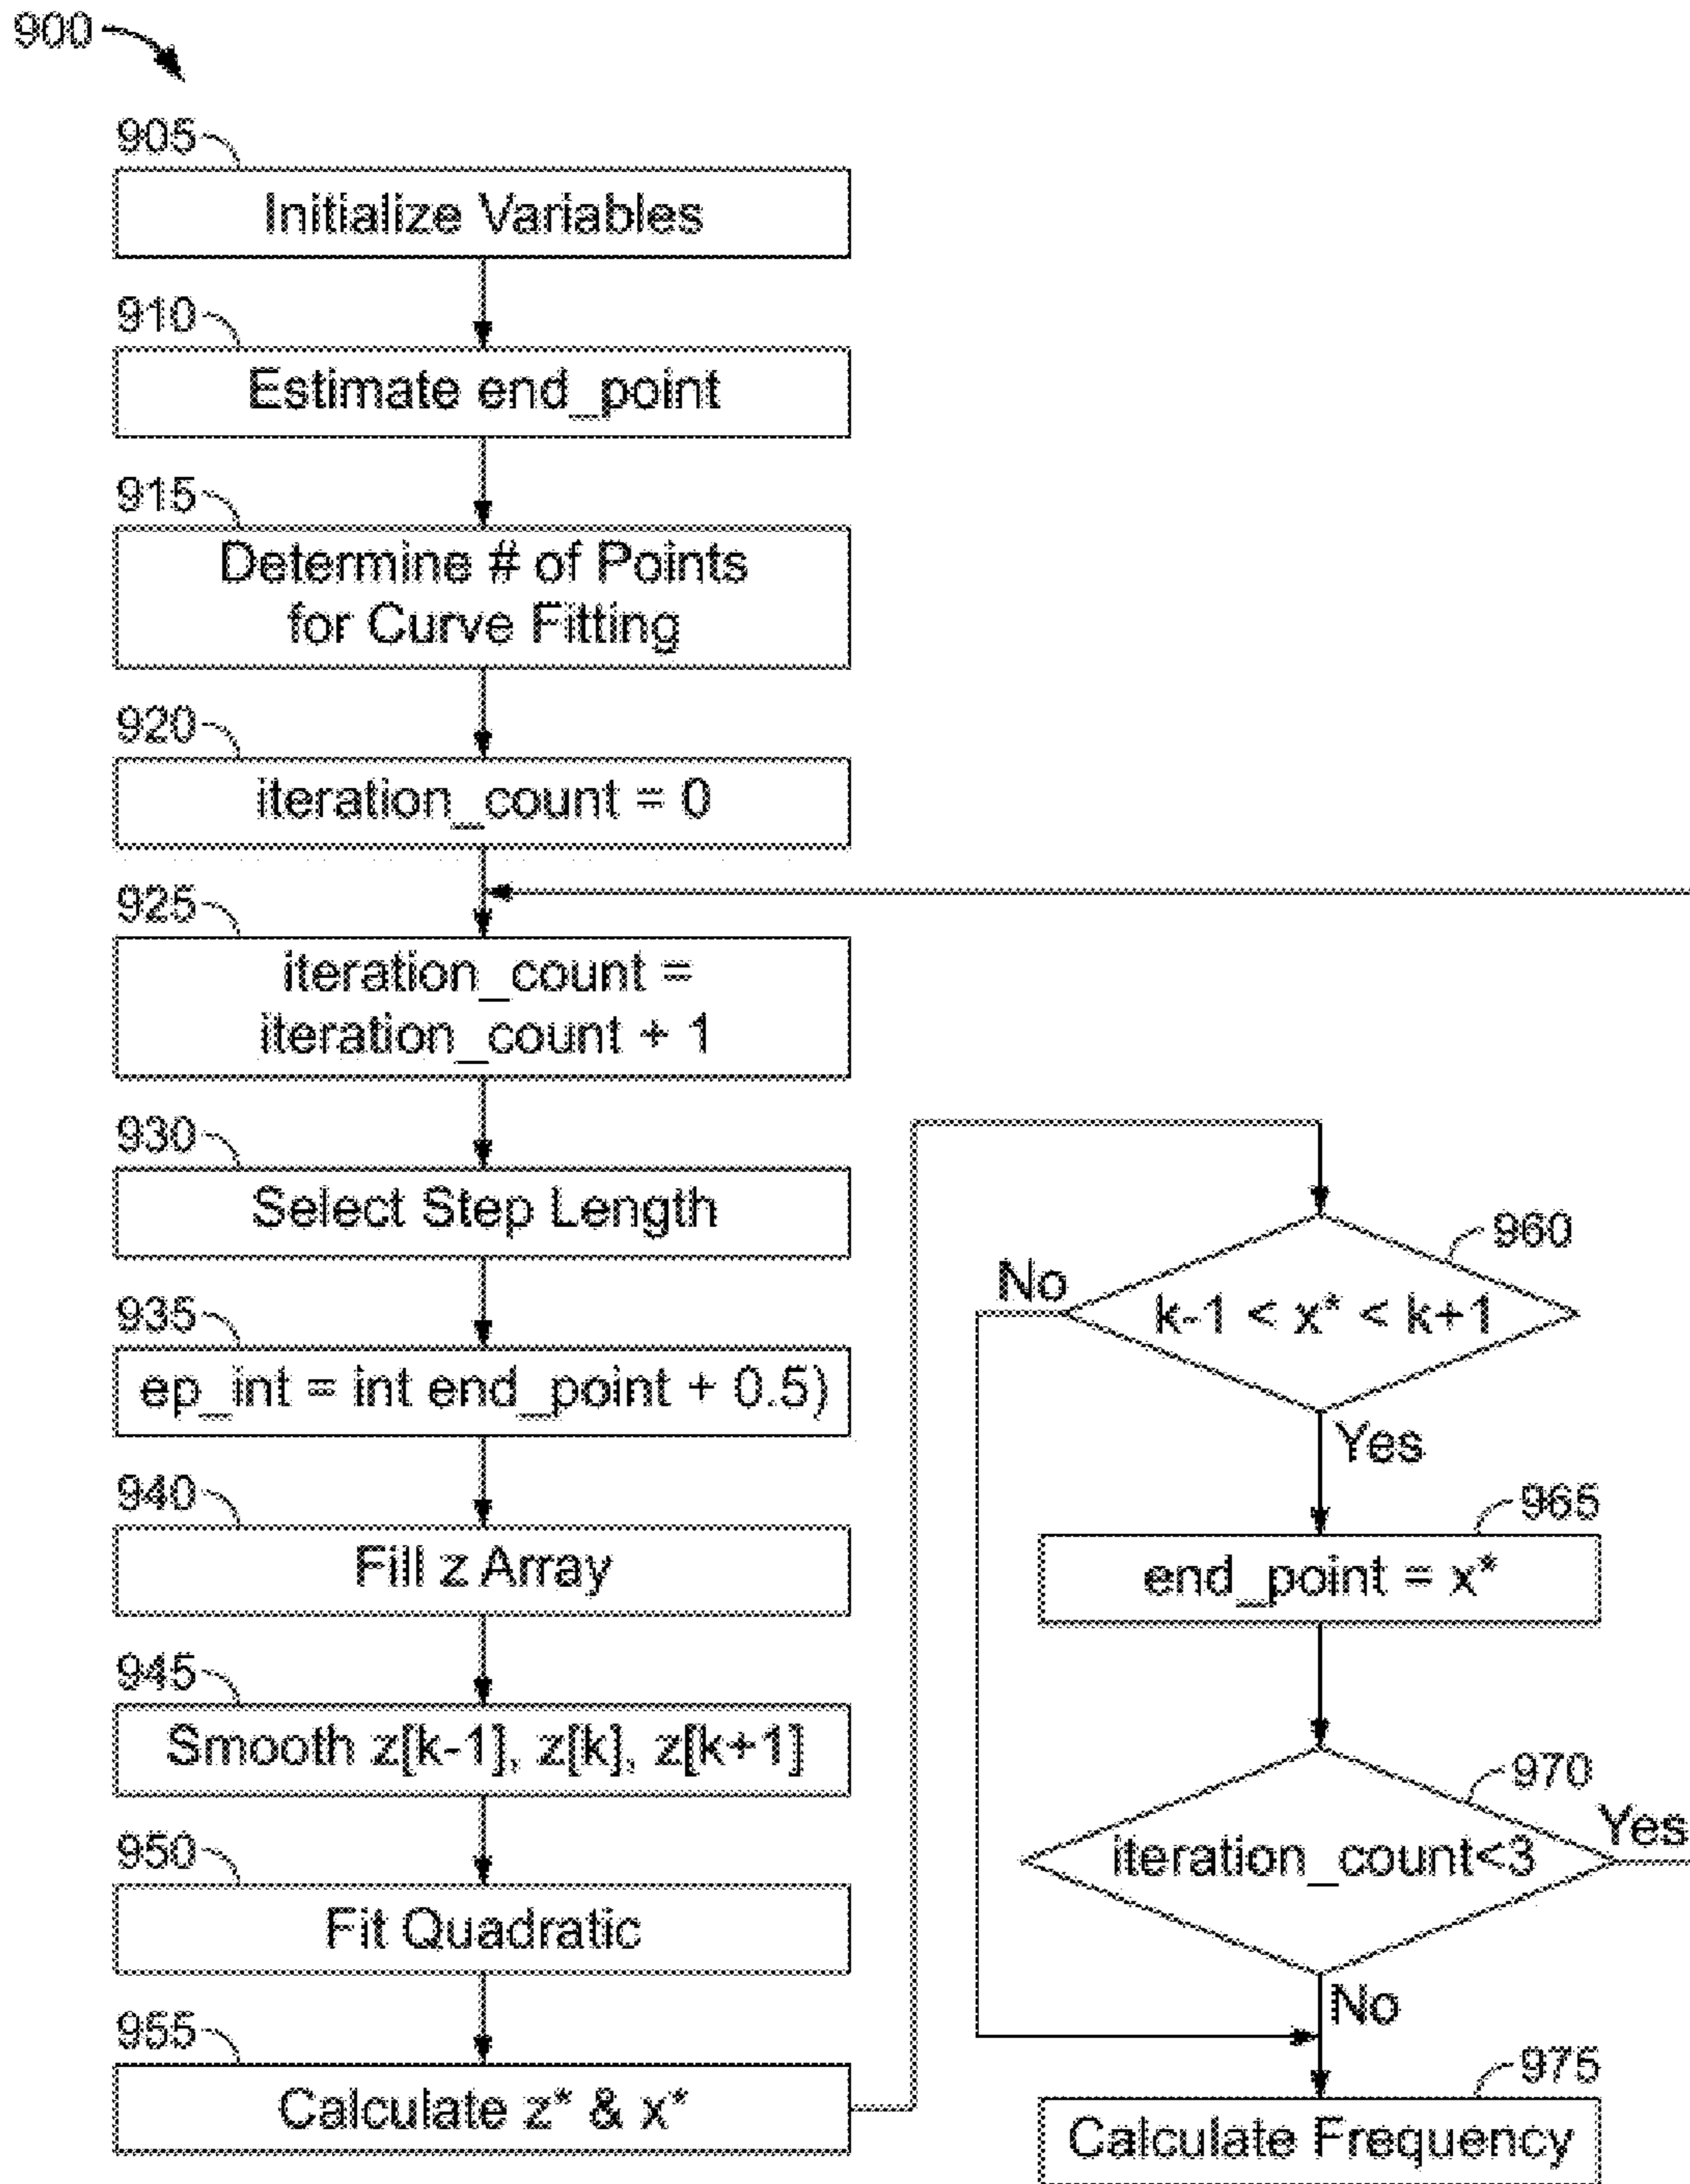 900
905
Initialize Variables
910
Estimate end_point
915
Determine # of Points
for Curve Fitting
920
iteration_count = 0
925
iteration_count =
iteration_count + 1
930
Select Step Length
935
ep_int = int end_point + 0.5)
940
Fill z Array
945
Smooth z[k-1], z[k], z[k+1]
950
Fit Quadratic
955
Calculate z* & x*
960
No
k-1 < x* < k+1
Yes
965
end_point = x*
970
Yes
iteration_count<3
No
975
Calculate Frequency